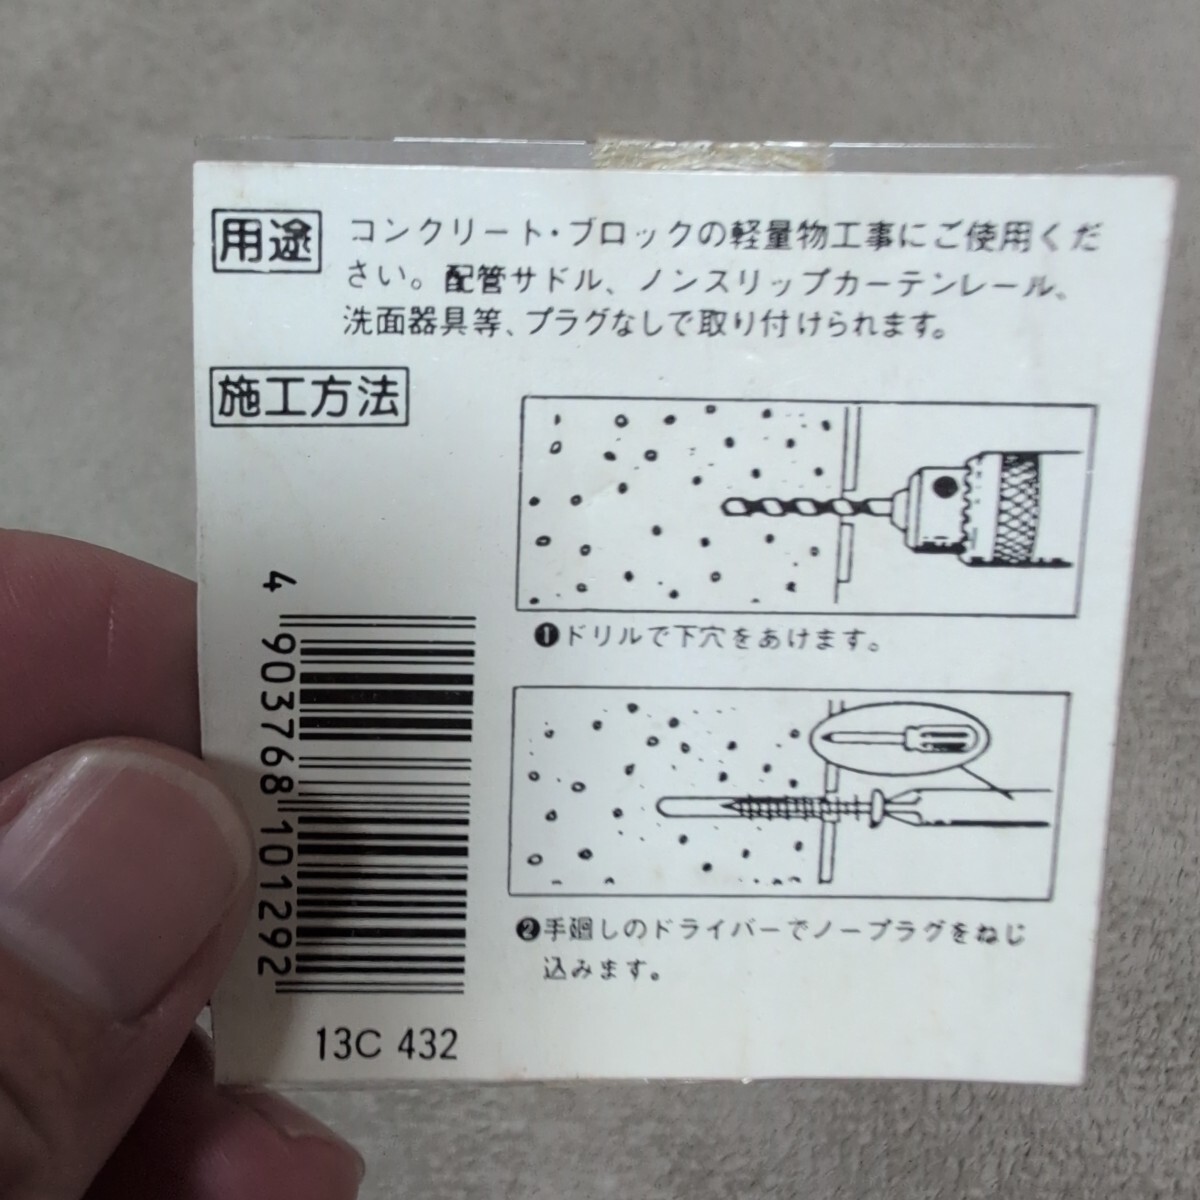 用途
コンクリート・ブロックの軽量物工事にご使用くだ
さい。配管サドル、ノンスリップカーテンレール、
洗面器具等、プラグなしで取り付けられます。
施工方法
❶ドリルで下穴をあけます。
❷手廻しのドライバーでノープラグをねじ
込みます。
4 903768 101292
13C 432